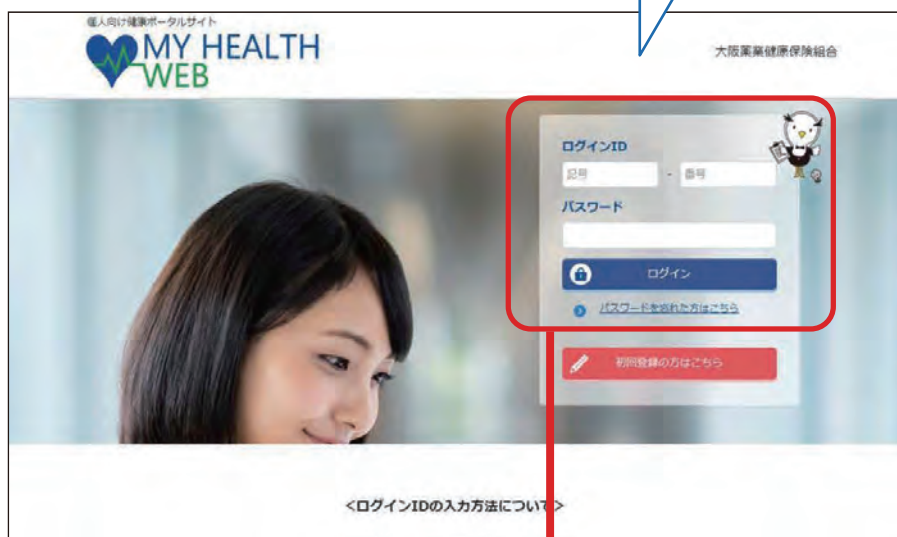 個人向け健康ポータルサイト
MY HEALTH
WEB
大阪薬業健康保険組合
ログインID
記号 - 番号
パスワード
ログイン
パスワードを忘れた方はこちら
初回登録の方はこちら
<ログインIDの入力方法について>